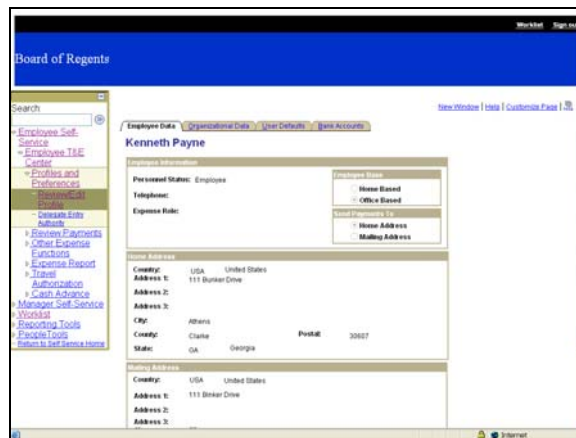 Worklist Sign out
Board of Regents
New Window | Help | Customize Page |
Search:
Employee Self-
Service
Employee T&E
Center
Profiles and
Preferences
Review/Edit
Profile
Delegate Entry
Authority
Review Payments
Other Expense
Functions
Expense Report
Travel
Authorization
Cash Advance
Manager Self-Service
Worklist
Reporting Tools
PeopleTools
Return to Self Service Home
Employee Data Organizational Data User Defaults Bank Accounts
Kenneth Payne
Employee Information
Personnel Status: Employee
Telephone:
Expense Role:
Employee Base
Home Based
Office Based
Send Payments To
Home Address
Mailing Address
Home Address
Country: USA United States
Address 1: 111 Bunker Drive
Address 2:
Address 3:
City: Athens
County: Clarke Postal: 30607
State: GA Georgia
Mailing Address
Country: USA United States
Address 1: 111 Binker Drive
Address 2:
Address 3:
Internet